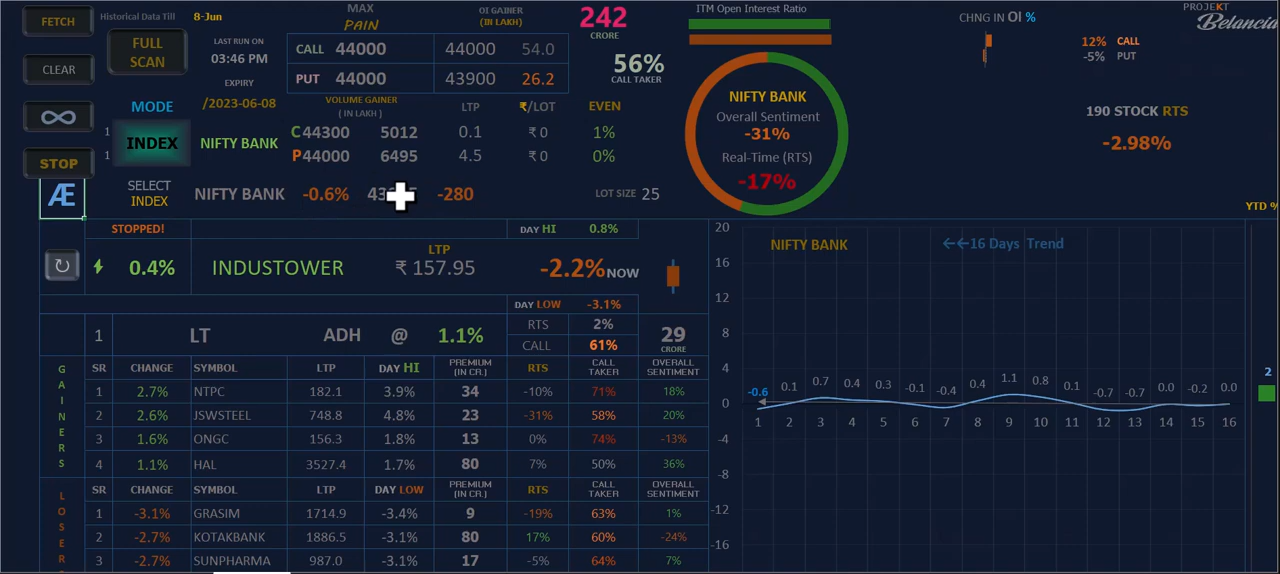 FETCH
Historical Data Till 8-Jun
FULL SCAN
LAST RUN ON
03:46 PM
EXPIRY
/2023-06-08
CLEAR
∞
STOP
MODE
INDEX
1
1
NIFTY BANK
SELECT INDEX
Æ
MAX PAIN
OI GAINER (IN LAKH)
CALL 44000 44000 54.0
PUT 44000 43900 26.2
242
CRORE
56%
CALL TAKER
VOLUME GAINER (IN LAKH) LTP ₹/LOT EVEN
C44300 5012 0.1 ₹ 0 1%
P44000 6495 4.5 ₹ 0 0%
NIFTY BANK -0.6% -280 LOT SIZE 25
ITM Open Interest Ratio
NIFTY BANK
Overall Sentiment
-31%
Real-Time (RTS)
-17%
CHNG IN OI %
12% CALL
-5% PUT
PROJEKT
Belancia
190 STOCK RTS
-2.98%
YTD %
STOPPED!
DAY HI 0.8%
↻
0.4% INDUSTOWER
LTP
₹ 157.95
-2.2% NOW
DAY LOW -3.1%
1 LT ADH @ 1.1%
RTS 2%
CALL 61%
29
CRORE
GAINERS
SR CHANGE SYMBOL LTP DAY HI PREMIUM (IN CR.) RTS CALL TAKER OVERALL SENTIMENT
1 2.7% NTPC 182.1 3.9% 34 -10% 71% 18%
2 2.6% JSWSTEEL 748.8 4.8% 23 -31% 58% 20%
3 1.6% ONGC 156.3 1.8% 13 0% 74% -13%
4 1.1% HAL 3527.4 1.7% 80 7% 50% 36%
LOSER
SR CHANGE SYMBOL LTP DAY LOW PREMIUM (IN CR.) RTS CALL TAKER OVERALL SENTIMENT
1 -3.1% GRASIM 1714.9 -3.4% 9 -19% 63% 1%
2 -2.7% KOTAKBANK 1886.5 -3.1% 80 17% 60% -24%
3 -2.7% SUNPHARMA 987.0 -3.1% 17 -5% 64% 7%
NIFTY BANK
←←16 Days Trend
20
16
12
8
4
0
-4
-8
-12
-16
-0.6 0.1 0.7 0.4 0.3 -0.1 -0.4 0.4 1.1 0.8 0.1 -0.7 -0.7 0.0 -0.2 0.0
1 2 3 4 5 6 7 8 9 10 11 12 13 14 15 16
2